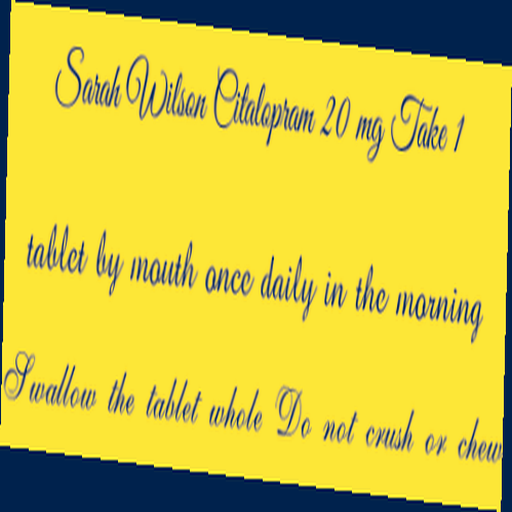 Sarah Wilson Citalopram 20 mg Take 1
tablet by mouth once daily in the morning
Swallow the tablet whole Do not crush or chew